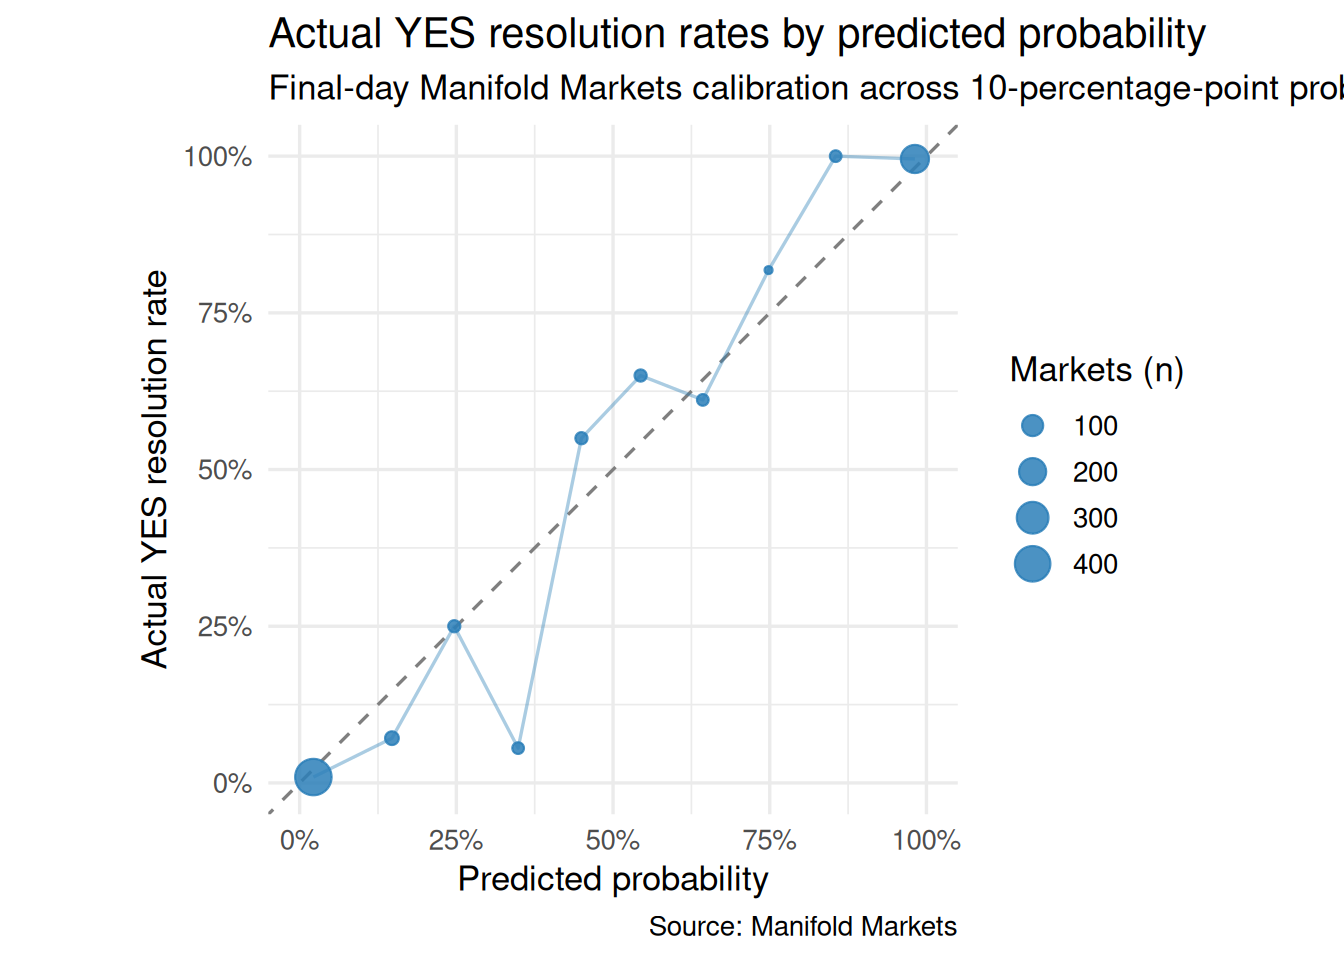 Actual YES resolution rates by predicted probability
Final-day Manifold Markets calibration across 10-percentage-point
100%
75%
50%
25%
0%
Actual YES resolution rate
0% 25% 50% 75% 100%
Predicted probability
Markets (n)
100
200
300
400
Source: Manifold Markets